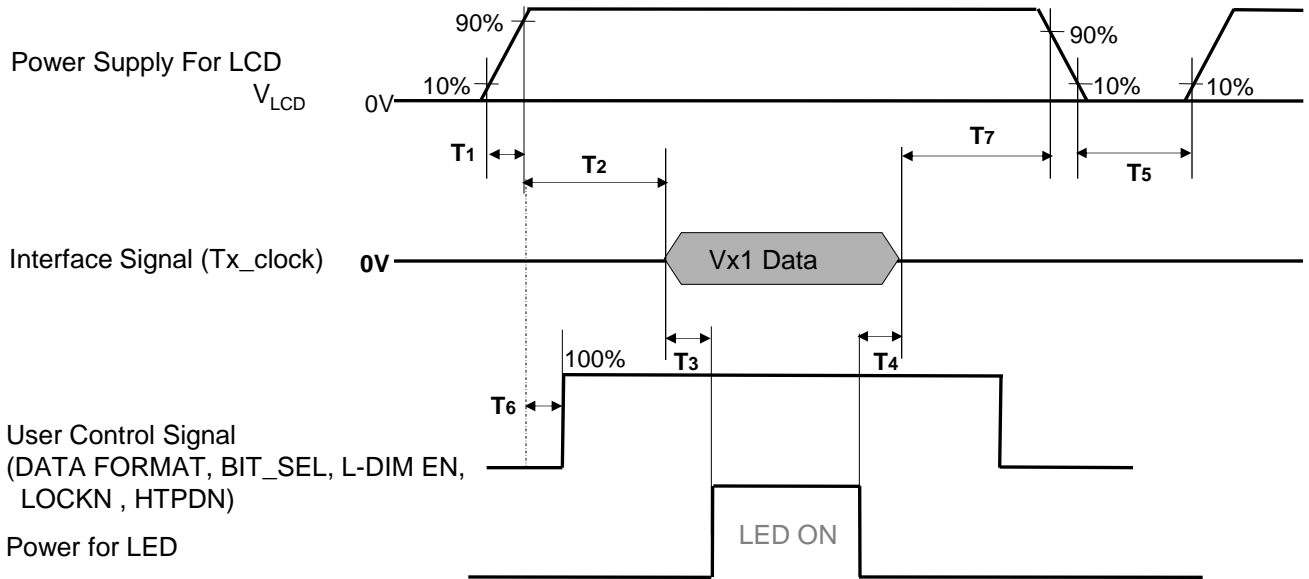 90%
90%
Power Supply For LCD
10%
10%
10%
V_LCD
0V
T1
T2
T7
T5
Interface Signal (Tx_clock)
0V
Vx1 Data
100%
T3
T4
T6
User Control Signal
(DATA FORMAT, BIT_SEL, L-DIM EN,
LOCKN , HTPDN)
LED ON
Power for LED